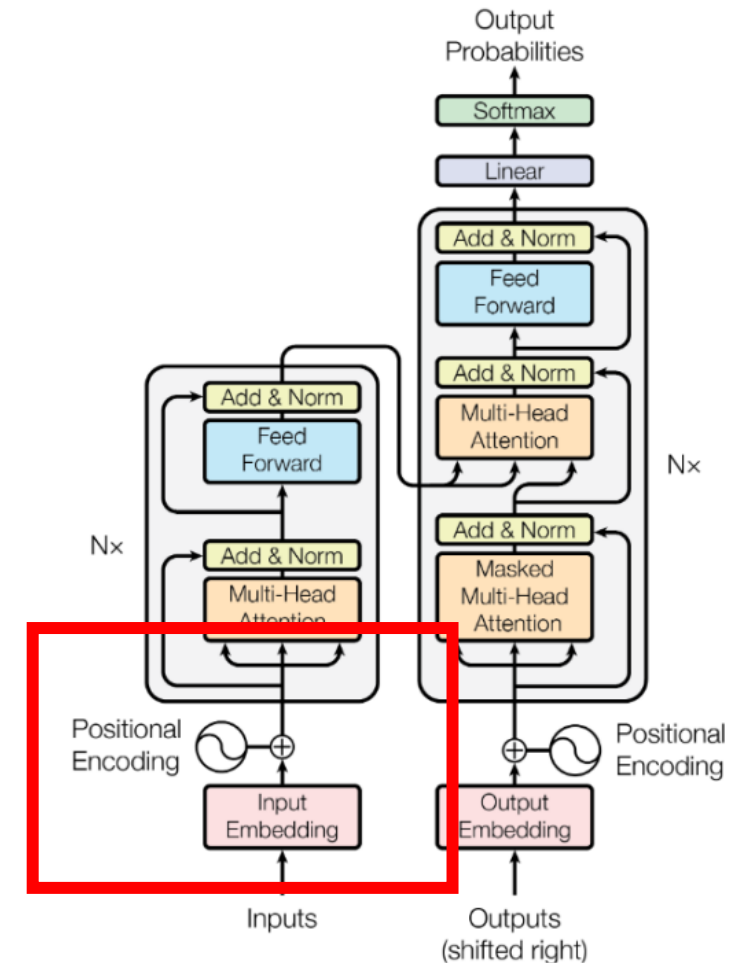 Output
Probabilities
Softmax
Linear
Add & Norm
Feed
Forward
Add & Norm
Multi-Head
Attention
Add & Norm
Masked
Multi-Head
Attention
Nx
Add & Norm
Feed
Forward
Add & Norm
Multi-Head
Attention
Nx
Positional
Encoding
Input
Embedding
Inputs
Positional
Encoding
Output
Embedding
Outputs
(shifted right)